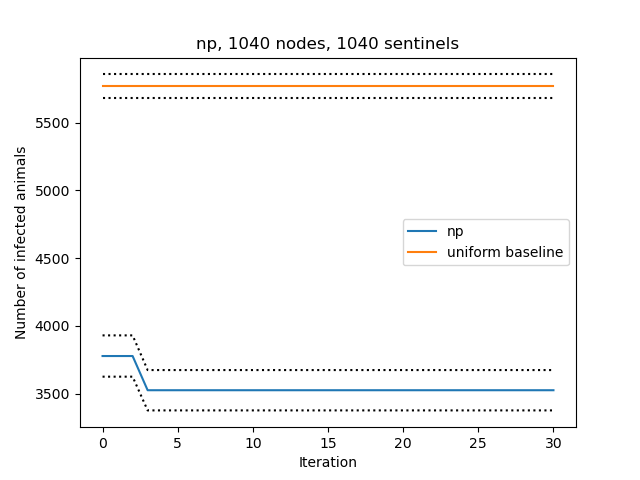 np, 1040 nodes, 1040 sentinels
Number of infected animals
5500
5000
4500
4000
3500
np
uniform baseline
0 5 10 15 20 25 30
Iteration